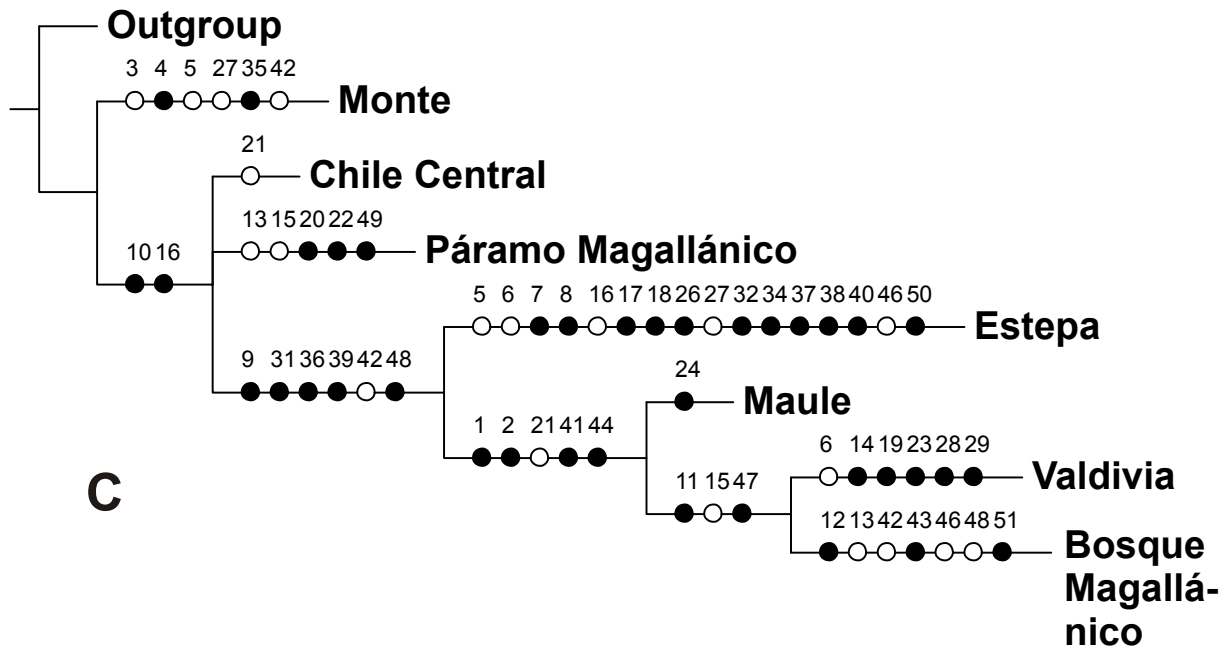 Outgroup
3 4 5 27 35 42
Monte
21
Chile Central
13 15 20 22 49
10 16
Páramo Magallánico
5 6 7 8 16 17 18 26 27 32 34 37 38 40 46 50
Estepa
9 31 36 39 42 48
24
Maule
1 2 21 41 44
6 14 19 23 28 29
Valdivia
C
11 15 47
12 13 42 43 46 48 51
Bosque
Magallá-
nico